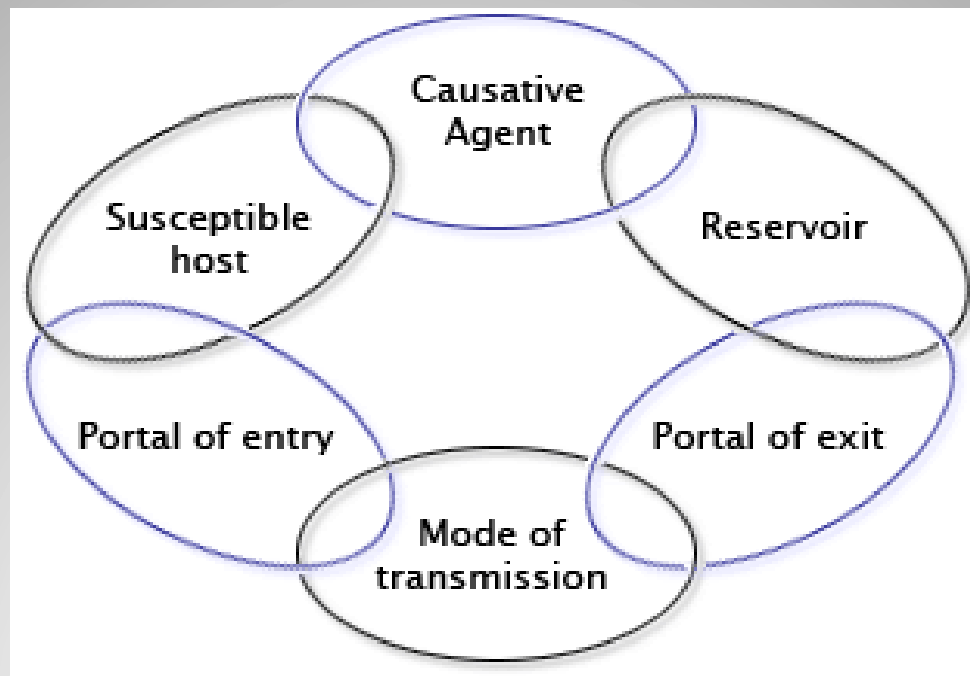 Causative
Agent
Reservoir
Portal of exit
Mode of
transmission
Portal of entry
Susceptible
host